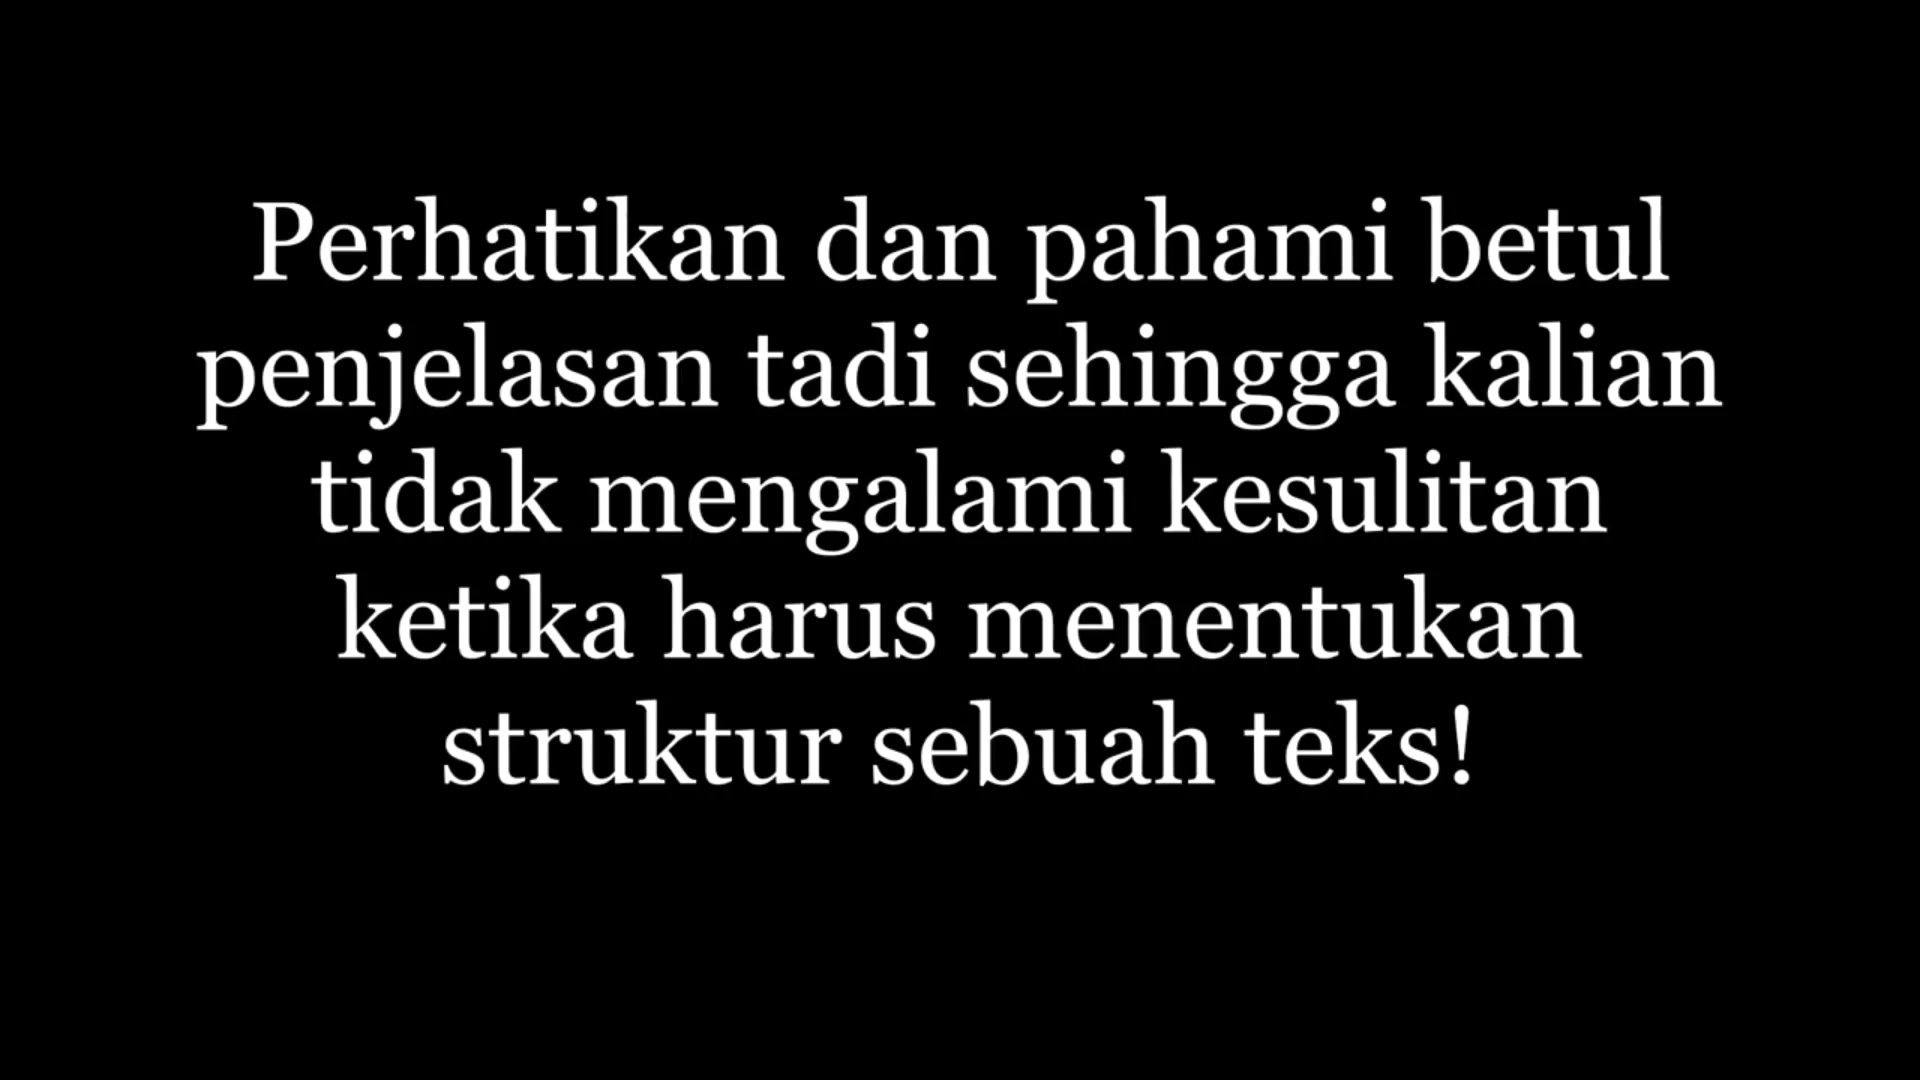 Perhatikan dan pahami betul
penjelasan tadi sehingga kalian
tidak mengalami kesulitan
ketika harus menentukan
struktur sebuah teks!